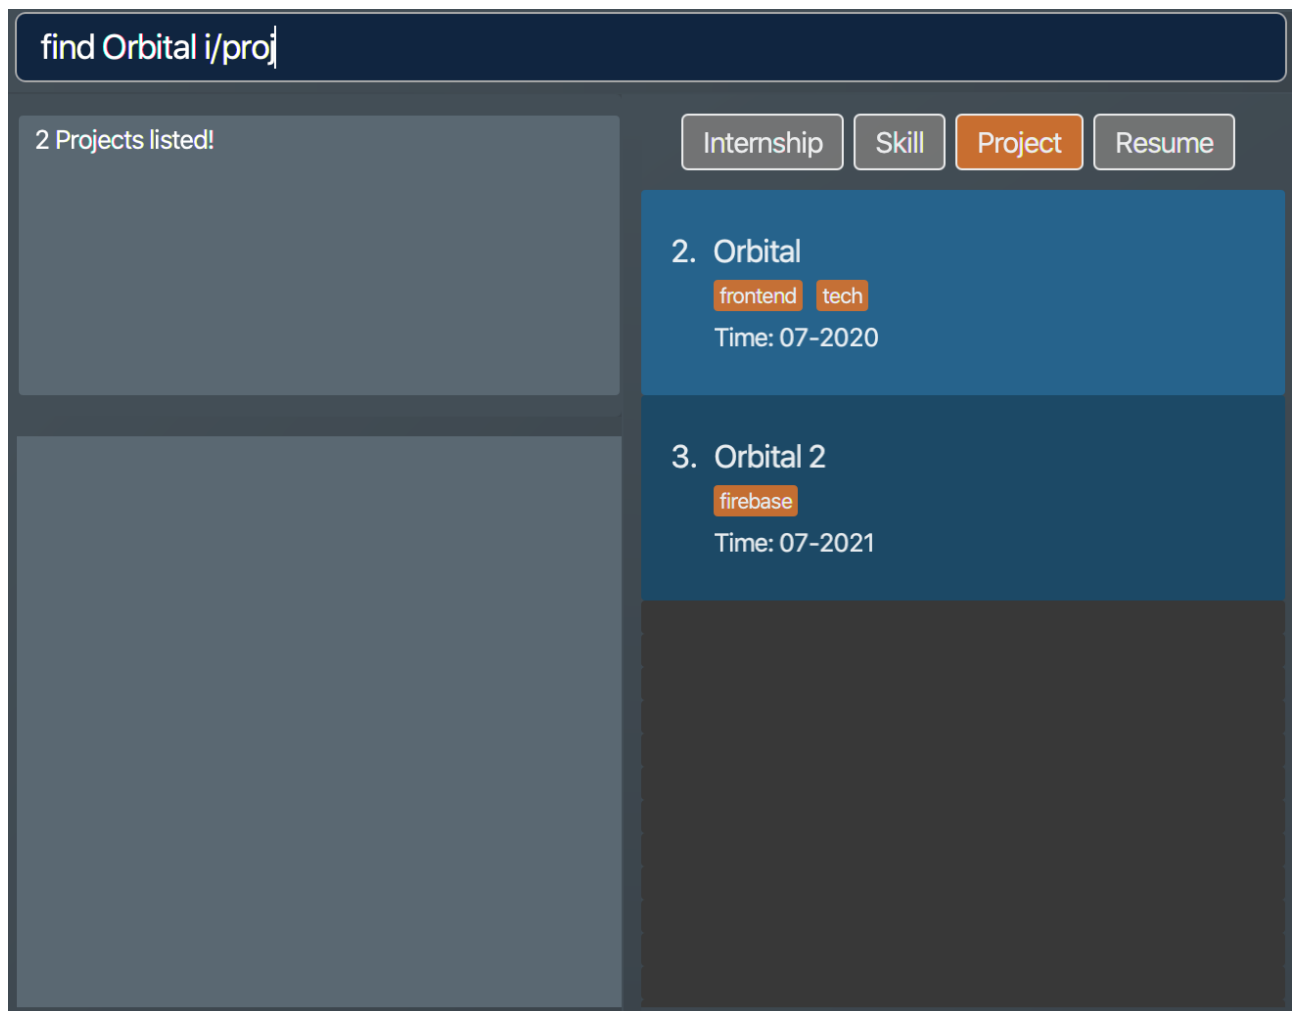 find Orbital i/proj
2 Projects listed!
Internship Skill Project Resume
2. Orbital
frontend tech
Time: 07-2020
3. Orbital 2
firebase
Time: 07-2021